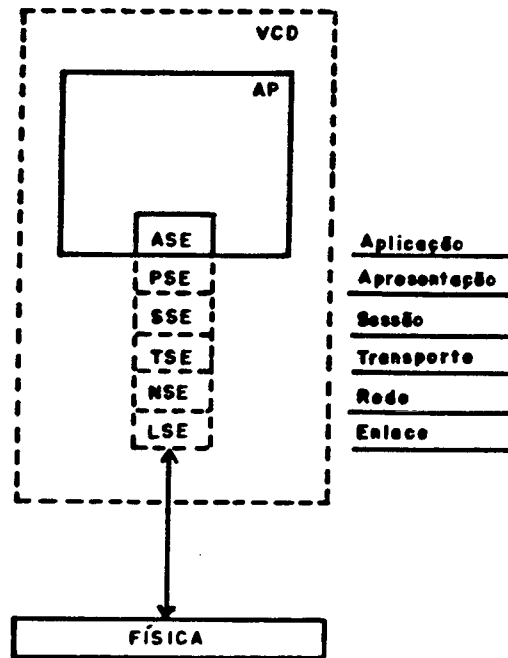 VCD
AP
ASE
Aplicação
PSE
Apresentação
SSE
Sessão
TSE
Transporte
NSE
Rede
LSE
Enlace
FÍSICA